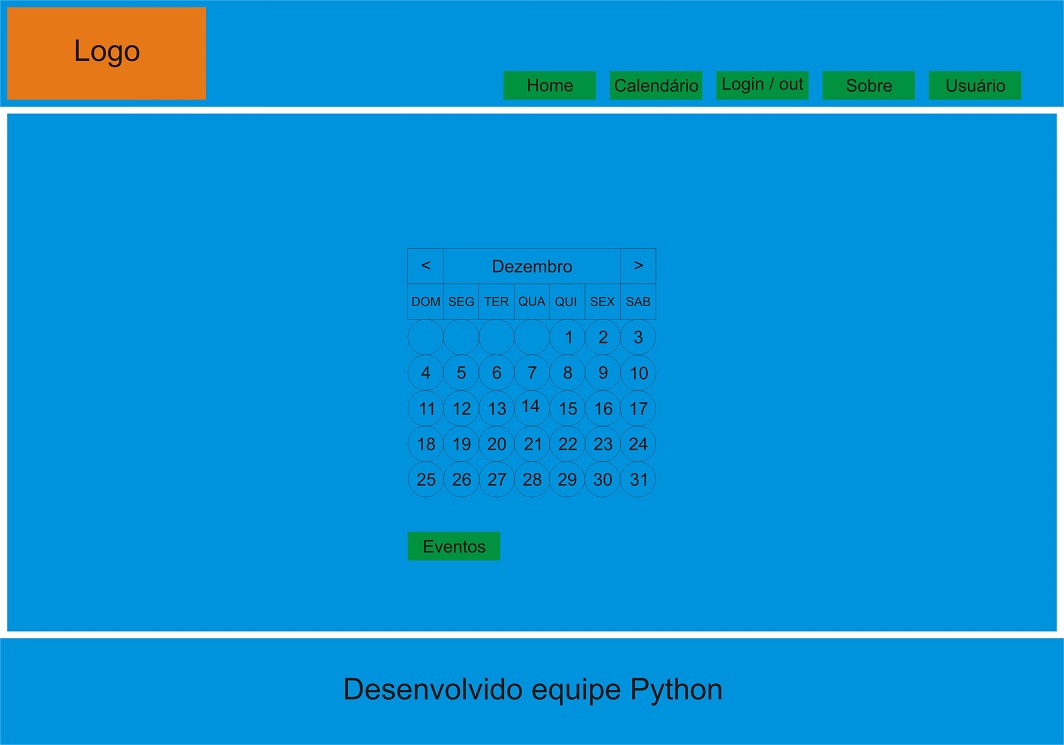 Logo
Home Calendário Login / out Sobre Usuário
< Dezembro >
DOM SEG TER QUA QUI SEX SAB
1 2 3
4 5 6 7 8 9 10
11 12 13 14 15 16 17
18 19 20 21 22 23 24
25 26 27 28 29 30 31
Eventos
Desenvolvido equipe Python